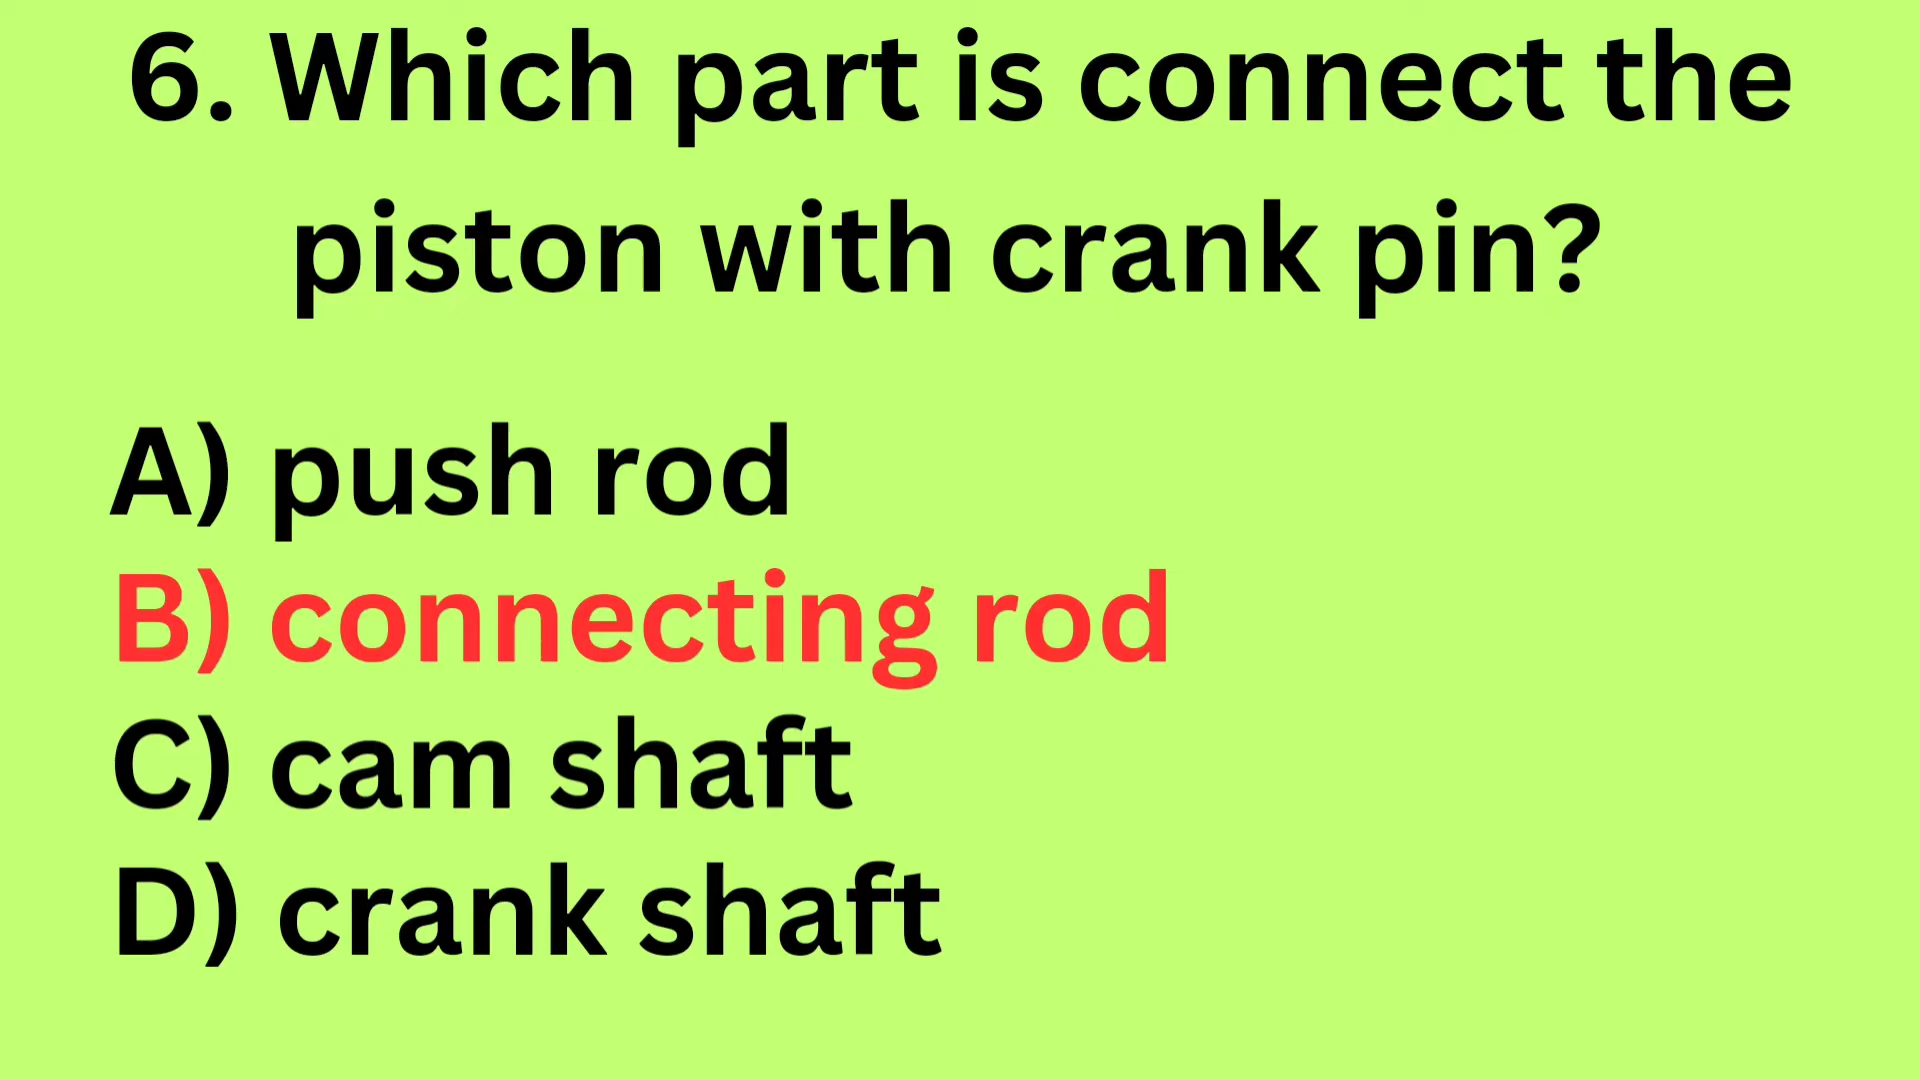 6. Which part is connect the
piston with crank pin?
A) push rod
B) connecting rod
C) cam shaft
D) crank shaft